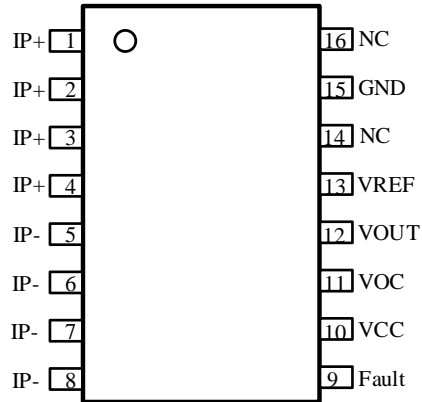 IP+ 1 16 NC
IP+ 2 15 GND
IP+ 3 14 NC
IP+ 4 13 VREF
IP- 5 12 VOUT
IP- 6 11 VOC
IP- 7 10 VCC
IP- 8 9 Fault